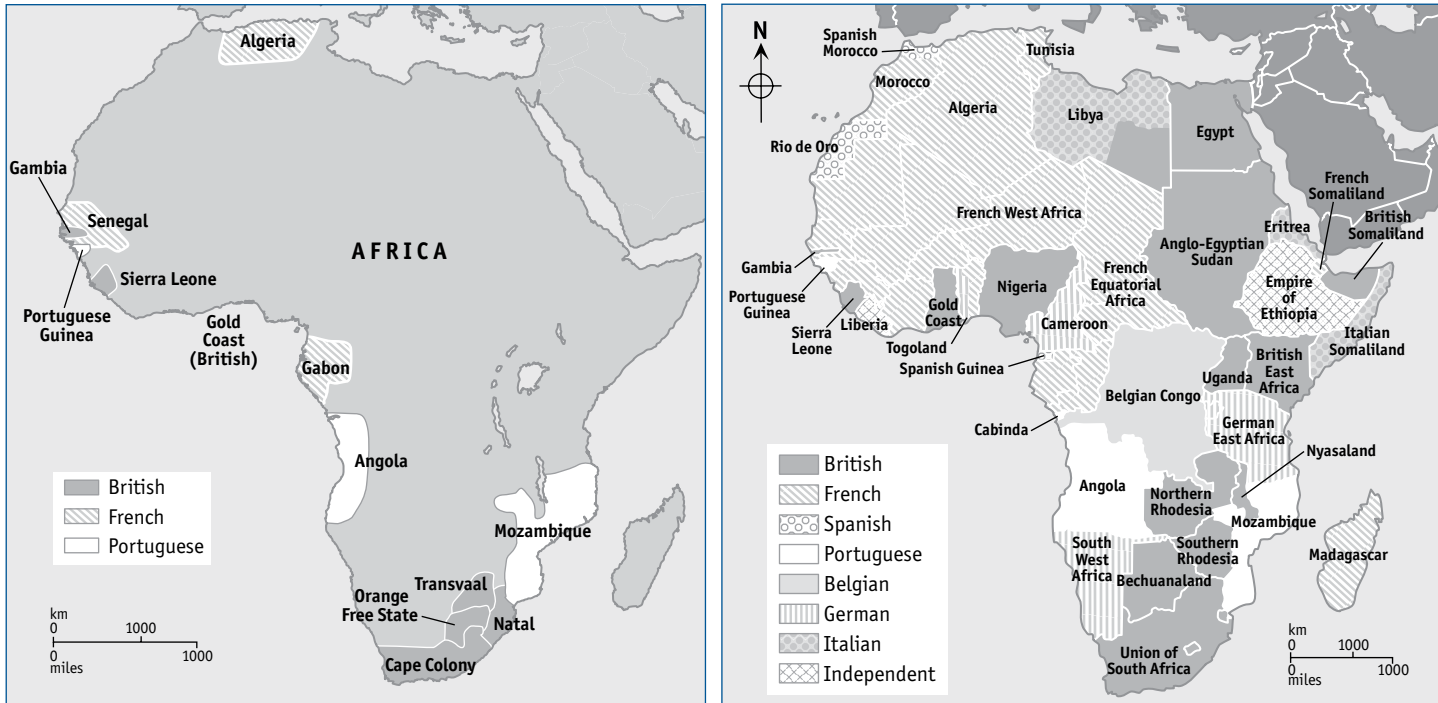 Algeria
Gambia
Senegal
AFRICA
Sierra Leone
Portuguese
Guinea
Gold
Coast
(British)
Gabon
Angola
Mozambique
Transvaal
Orange
Free State
Natal
Cape Colony
British
French
Portuguese
km
0 1000
0 1000
miles
N
Spanish
Morocco
Tunisia
Morocco
Algeria
Libya
Egypt
Rio de Oro
French
Somaliland
British
Somaliland
French West Africa
Eritrea
Anglo-Egyptian
Sudan
Gambia
Portuguese
Guinea
Sierra
Leone
Liberia
Gold
Coast
Togoland
Nigeria
French
Equatorial
Africa
Cameroon
Empire
of
Ethiopia
Italian
Somaliland
Spanish Guinea
Uganda
British
East
Africa
Belgian Congo
Cabinda
German
East Africa
Nyasaland
Angola
Northern
Rhodesia
Mozambique
South
West
Africa
Southern
Rhodesia
Bechuanaland
Madagascar
Union of
South Africa
British
French
Spanish
Portuguese
Belgian
German
Italian
Independent
km
0 1000
0 1000
miles